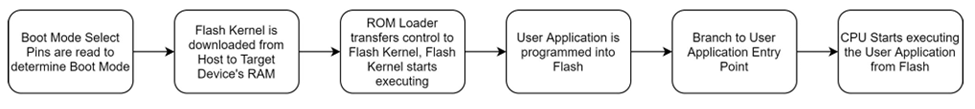 Boot Mode Select
Pins are read to
determine Boot Mode
Flash Kernel is
downloaded from
Host to Target
Device's RAM
ROM Loader
transfers control to
Flash Kernel, Flash
Kernel starts
executing
User Application is
programmed into
Flash
Branch to User
Application Entry
Point
CPU Starts executing
the User Application
from Flash